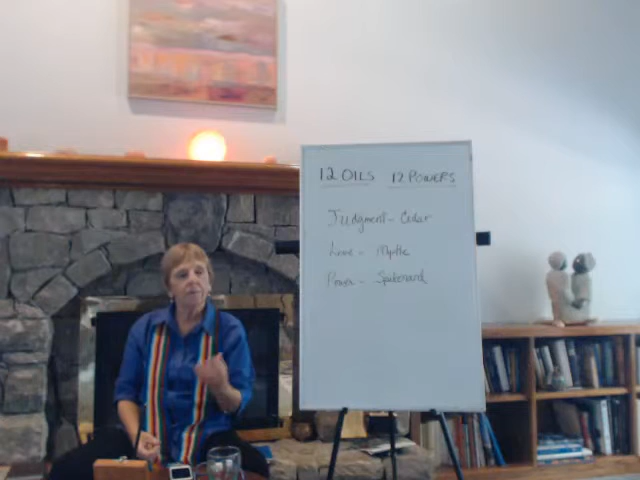 12 OILS 12 POWERS
Judgment - Cedar
Love - Myrtle
Power - Spikenard